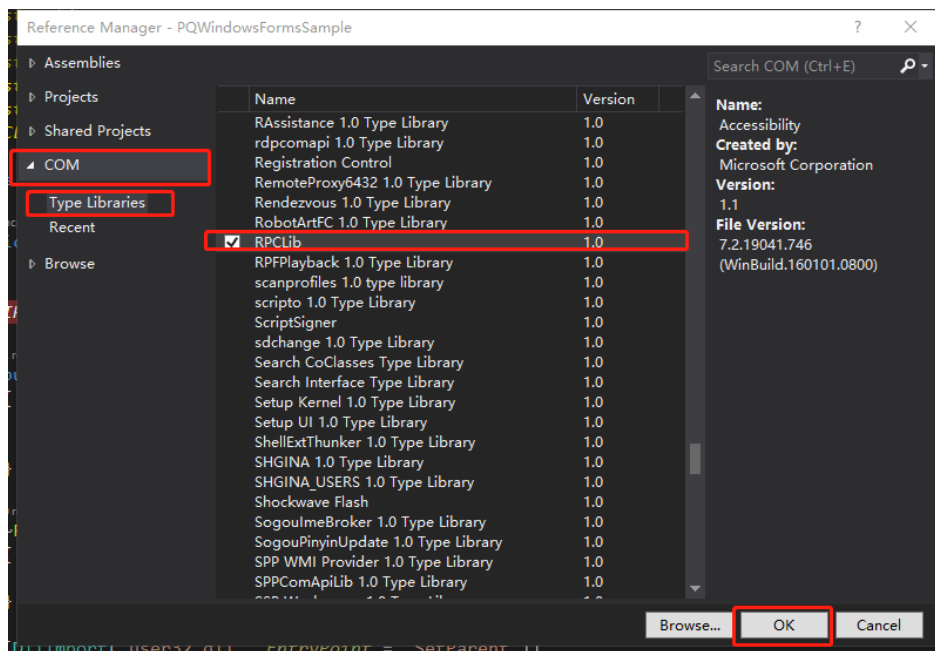 Reference Manager - PQWindowsFormsSample
Assemblies
Projects
Shared Projects
COM
Type Libraries
Recent
Browse
Name Version
RAssistance 1.0 Type Library 1.0
rdpcomapi 1.0 Type Library 1.0
Registration Control 1.0
RemoteProxy6432 1.0 Type Library 1.0
Rendezvous 1.0 Type Library 1.0
RobotArtFC 1.0 Type Library 1.0
RPCLib 1.0
RPFPlayback 1.0 Type Library 1.0
scanprofiles 1.0 type library 1.0
scripto 1.0 Type Library 1.0
ScriptSigner 1.0
sdchange 1.0 Type Library 1.0
Search CoClasses Type Library 1.0
Search Interface Type Library 1.0
Setup Kernel 1.0 Type Library 1.0
Setup UI 1.0 Type Library 1.0
ShellExtThunker 1.0 Type Library 1.0
SHGINA 1.0 Type Library 1.0
SHGINA_USERS 1.0 Type Library 1.0
Shockwave Flash 1.0
SogouImeBroker 1.0 Type Library 1.0
SogouPinyinUpdate 1.0 Type Library 1.0
SPP WMI Provider 1.0 Type Library 1.0
SPPComApiLib 1.0 Type Library 1.0
Search COM (Ctrl+E)
Name:
Accessibility
Created by:
Microsoft Corporation
Version:
1.1
File Version:
7.2.19041.746
(WinBuild.160101.0800)
Browse... OK Cancel